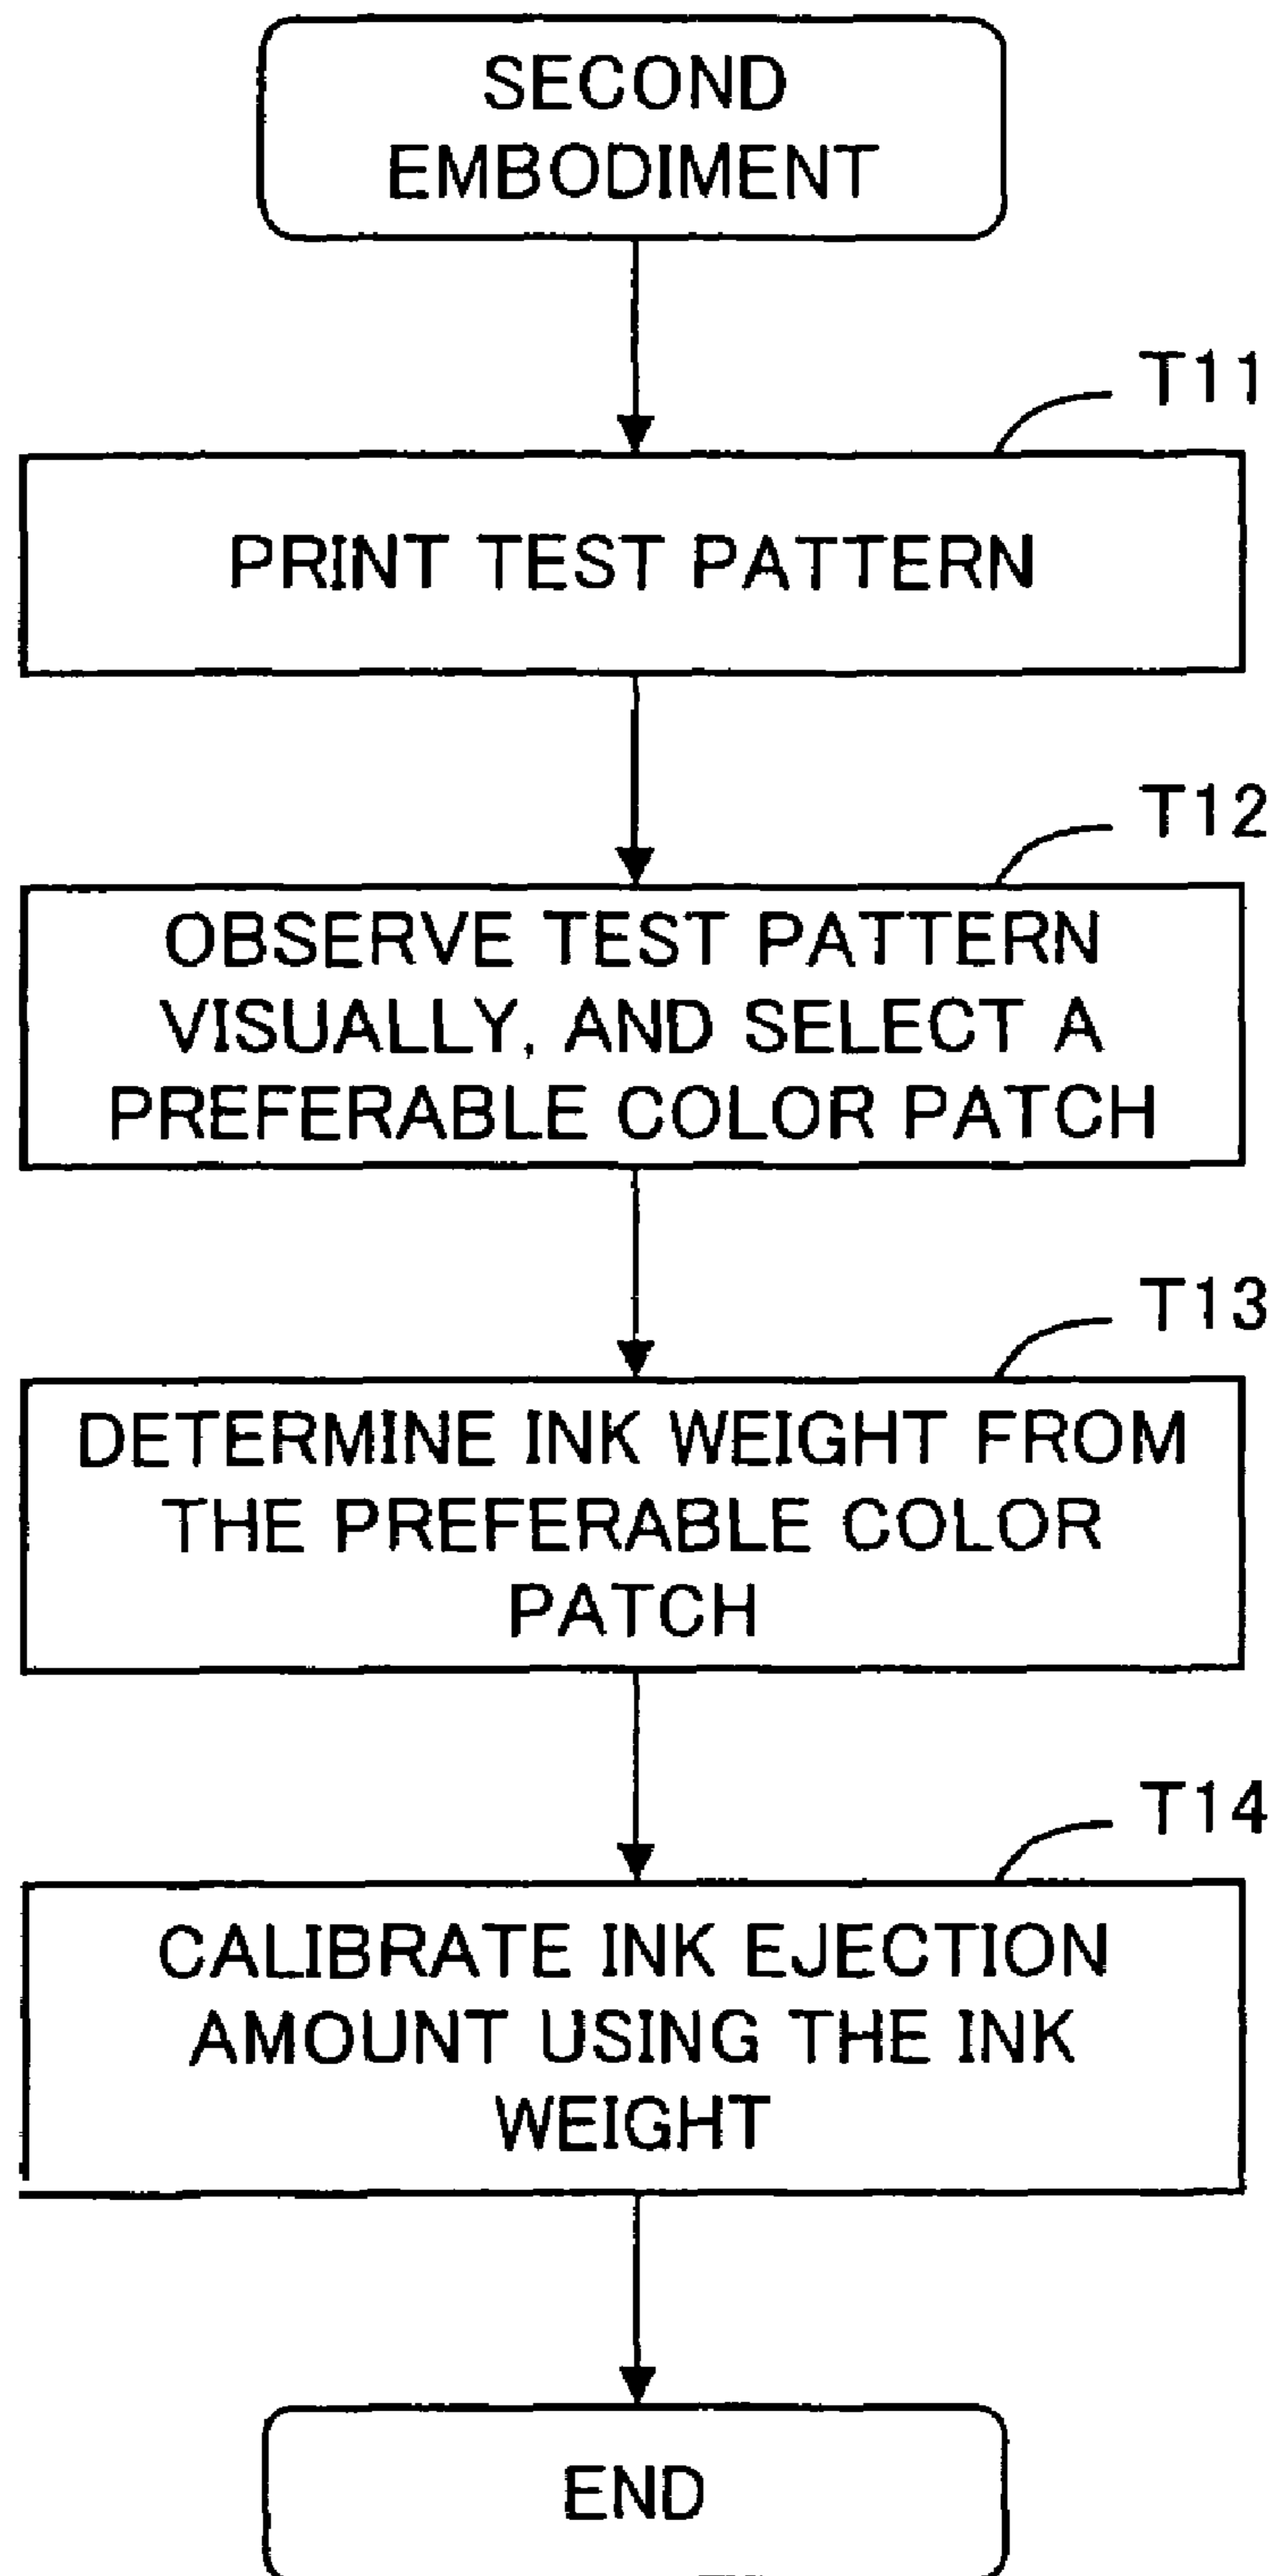 SECOND
EMBODIMENT
T11
PRINT TEST PATTERN
T12
OBSERVE TEST PATTERN
VISUALLY, AND SELECT A
PREFERABLE COLOR PATCH
T13
DETERMINE INK WEIGHT FROM
THE PREFERABLE COLOR
PATCH
T14
CALIBRATE INK EJECTION
AMOUNT USING THE INK
WEIGHT
END